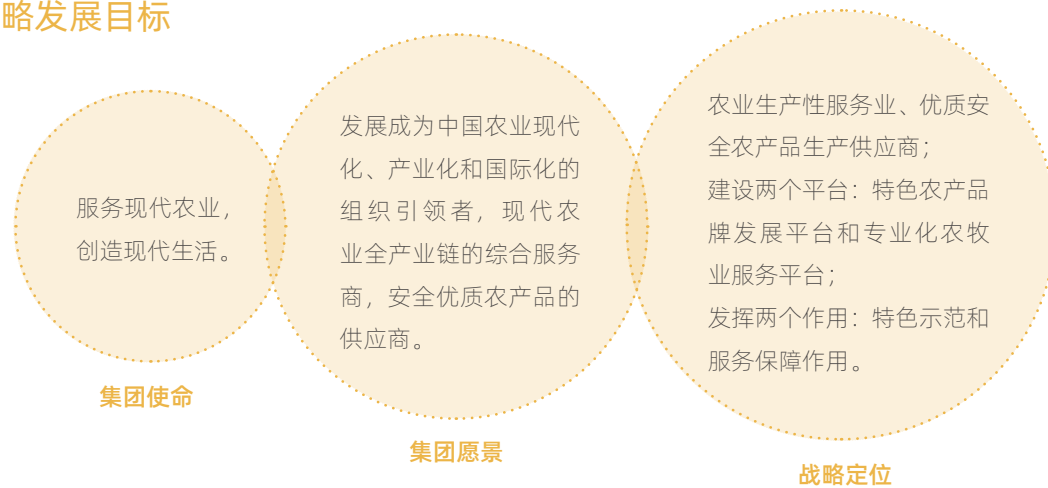 略发展目标
服务现代农业，
创造现代生活。
集团使命
发展成为中国农业现代
化、产业化和国际化的
组织引领者，现代农
业全产业链的综合服务
商，安全优质农产品的
供应商。
集团愿景
农业生产性服务业、优质安
全农产品生产供应商；
建设两个平台：特色农产品
牌发展平台和专业化农牧
业服务平台；
发挥两个作用：特色示范和
服务保障作用。
战略定位